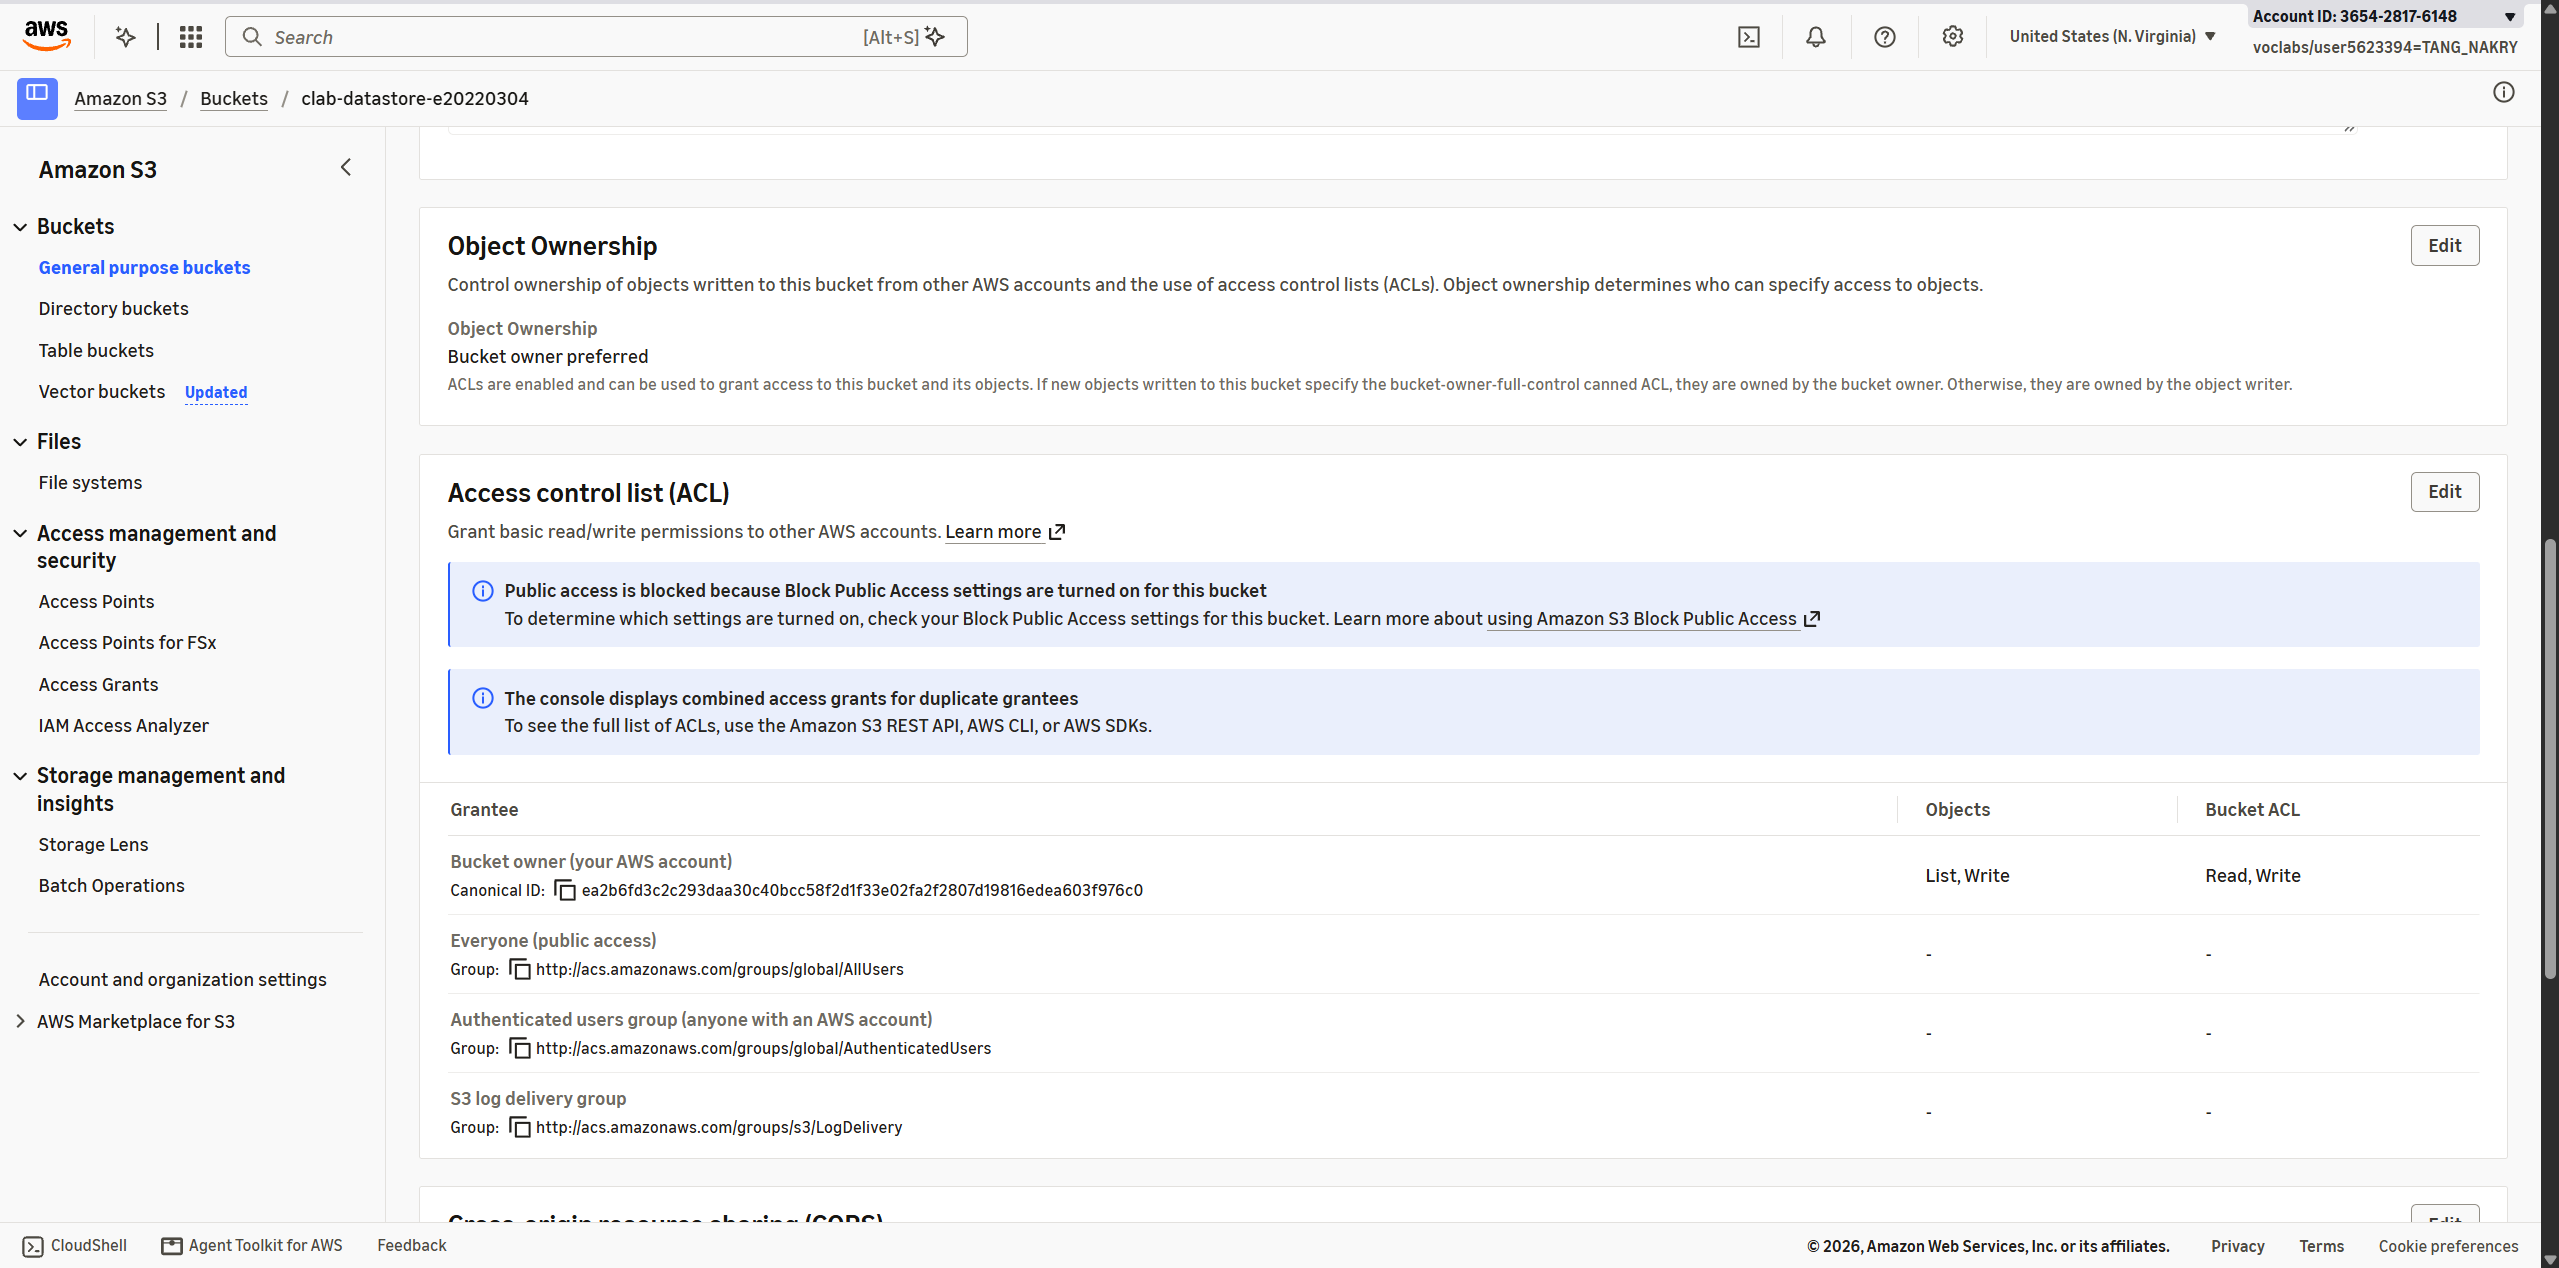 aws
Search
[Alt+S]
United States (N. Virginia)
Account ID: 3654-2817-6148
voclabs/user5623394=TANG_NAKRY
Amazon S3 / Buckets / clab-datastore-e20220304
Amazon S3
Buckets
General purpose buckets
Directory buckets
Table buckets
Vector buckets Updated
Files
File systems
Access management and
security
Access Points
Access Points for FSx
Access Grants
IAM Access Analyzer
Storage management and
insights
Storage Lens
Batch Operations
Account and organization settings
AWS Marketplace for S3
Object Ownership
Edit
Control ownership of objects written to this bucket from other AWS accounts and the use of access control lists (ACLs). Object ownership determines who can specify access to objects.
Object Ownership
Bucket owner preferred
ACLs are enabled and can be used to grant access to this bucket and its objects. If new objects written to this bucket specify the bucket-owner-full-control canned ACL, they are owned by the bucket owner. Otherwise, they are owned by the object writer.
Access control list (ACL)
Edit
Grant basic read/write permissions to other AWS accounts. Learn more
Public access is blocked because Block Public Access settings are turned on for this bucket
To determine which settings are turned on, check your Block Public Access settings for this bucket. Learn more about using Amazon S3 Block Public Access
The console displays combined access grants for duplicate grantees
To see the full list of ACLs, use the Amazon S3 REST API, AWS CLI, or AWS SDKs.
Grantee Objects Bucket ACL
Bucket owner (your AWS account)
Canonical ID: ea2b6fd3c2c293daa30c40bcc58f2d1f33e02fa2f2807d19816edea603f976c0
List, Write Read, Write
Everyone (public access)
Group: http://acs.amazonaws.com/groups/global/AllUsers
- -
Authenticated users group (anyone with an AWS account)
Group: http://acs.amazonaws.com/groups/global/AuthenticatedUsers
- -
S3 log delivery group
Group: http://acs.amazonaws.com/groups/s3/LogDelivery
- -
Cross-origin resource sharing (CORS)
Edit
CloudShell Agent Toolkit for AWS Feedback
© 2026, Amazon Web Services, Inc. or its affiliates. Privacy Terms Cookie preferences